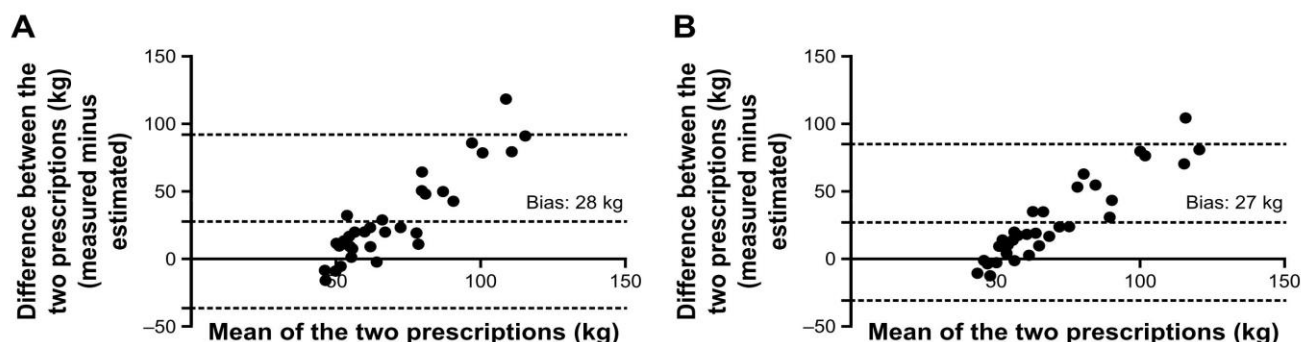 A
Difference between the
two prescriptions (kg)
(measured minus
estimated)
150
100
50
0
–50
50
100
150
Bias: 28 kg
Mean of the two prescriptions (kg)
B
Difference between the
two prescriptions (kg)
(measured minus
estimated)
150
100
50
0
–50
50
100
150
Bias: 27 kg
Mean of the two prescriptions (kg)